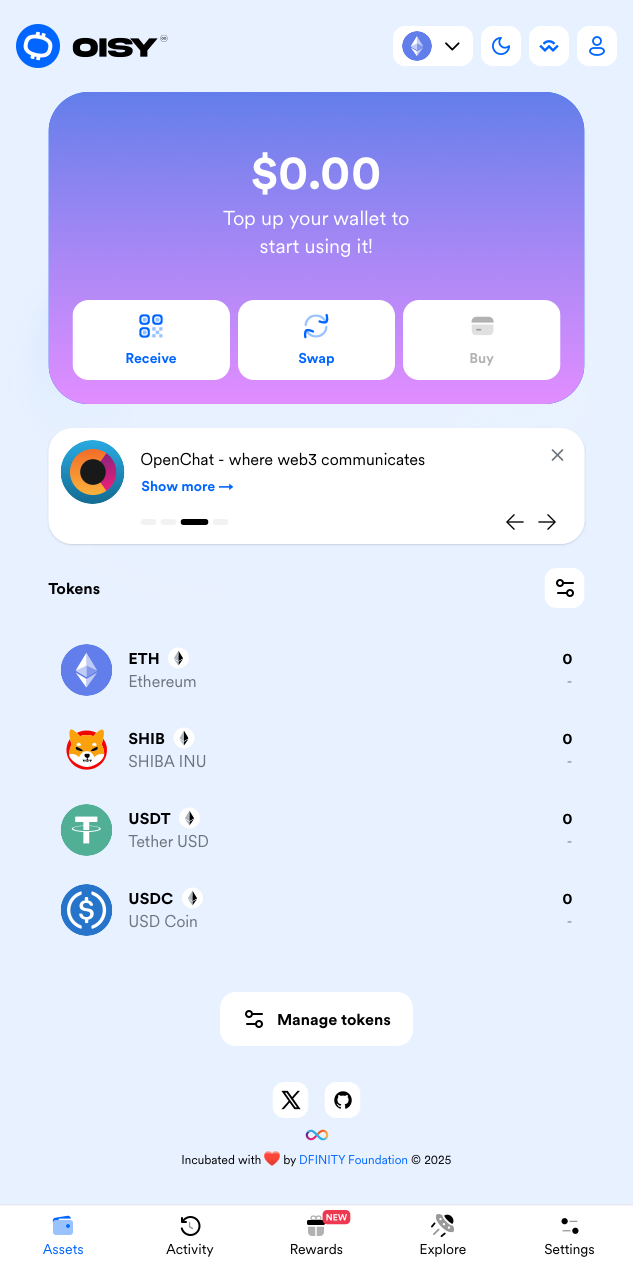 OISY
$0.00
Top up your wallet to
start using it!
Receive
Swap
Buy
OpenChat - where web3 communicates
Show more →
Tokens
ETH
0
Ethereum
-
SHIB
0
SHIBA INU
-
USDT
0
Tether USD
-
USDC
0
USD Coin
-
Manage tokens
Incubated with ❤️ by DFINITY Foundation © 2025
NEW
Assets
Activity
Rewards
Explore
Settings